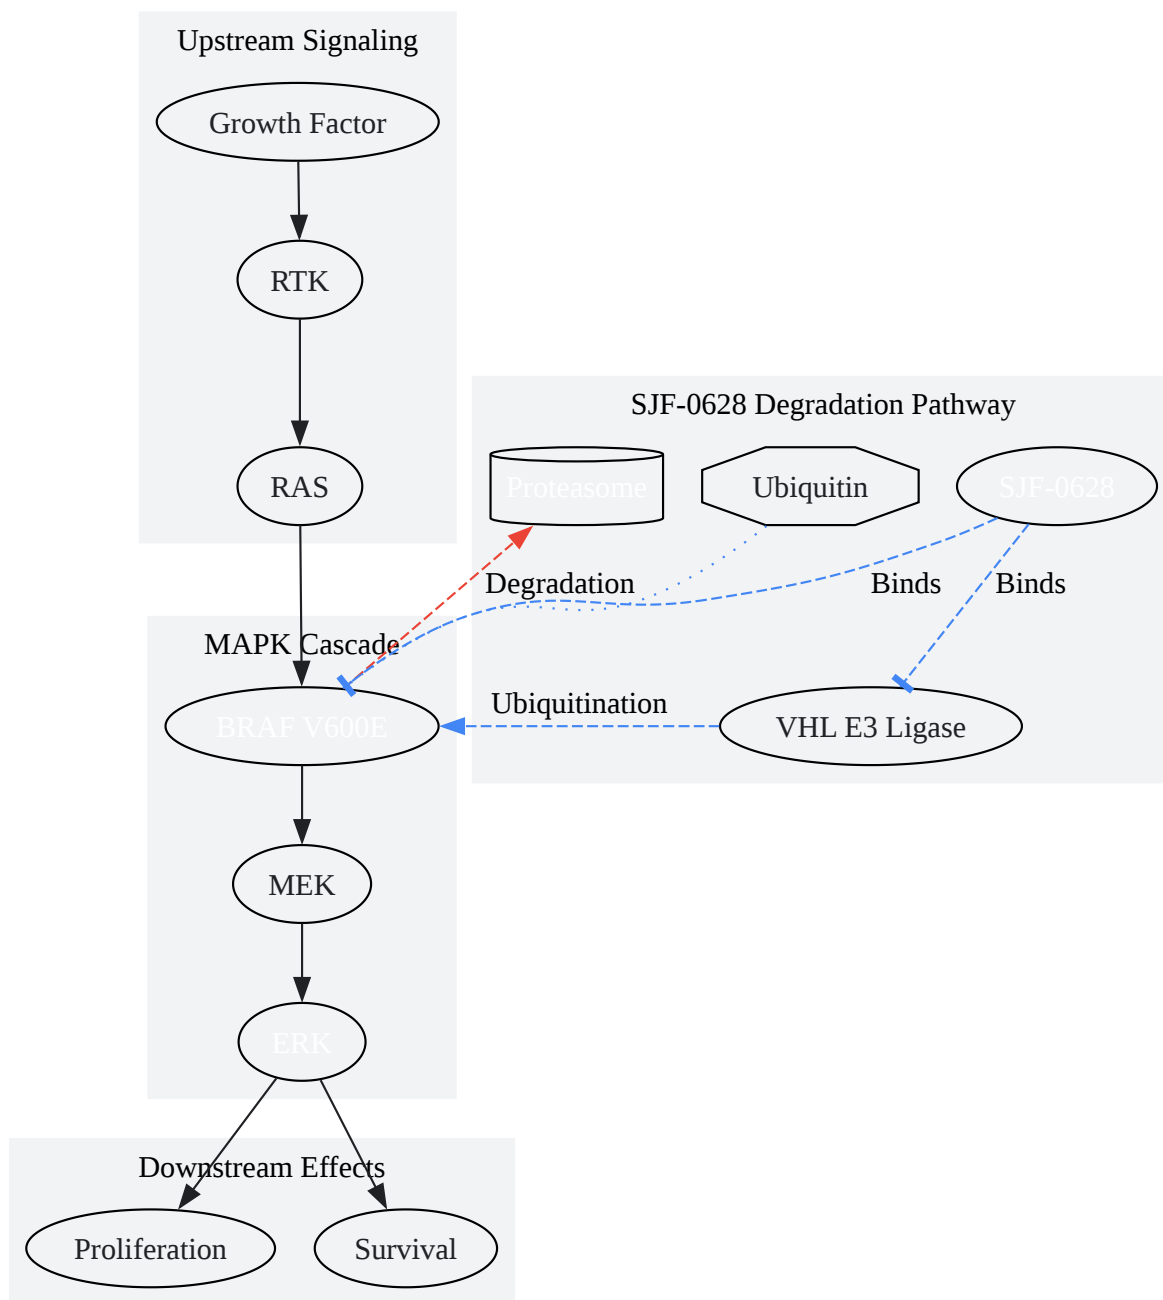 Upstream Signaling
Growth Factor
RTK
RAS
SJF-0628 Degradation Pathway
Proteasome
Ubiquitin
SJF-0628
Degradation
Binds
Binds
MAPK Cascade
Ubiquitination
BRAF V600E
VHL E3 Ligase
MEK
ERK
Downstream Effects
Proliferation
Survival